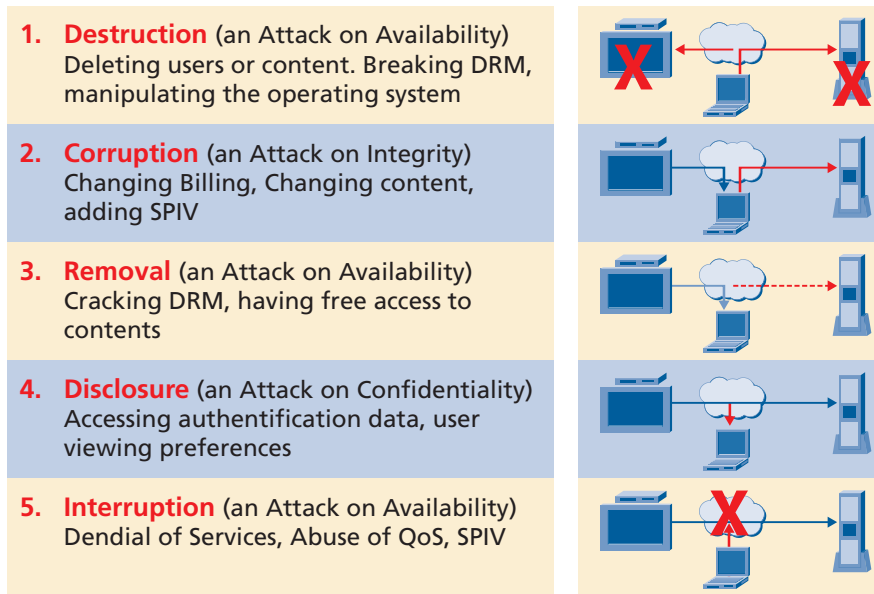 1. Destruction (an Attack on Availability)
Deleting users or content. Breaking DRM,
manipulating the operating system
2. Corruption (an Attack on Integrity)
Changing Billing, Changing content,
adding SPIV
3. Removal (an Attack on Availability)
Cracking DRM, having free access to
contents
4. Disclosure (an Attack on Confidentiality)
Accessing authentification data, user
viewing preferences
5. Interruption (an Attack on Availability)
Dendial of Services, Abuse of QoS, SPIV
X
X
X